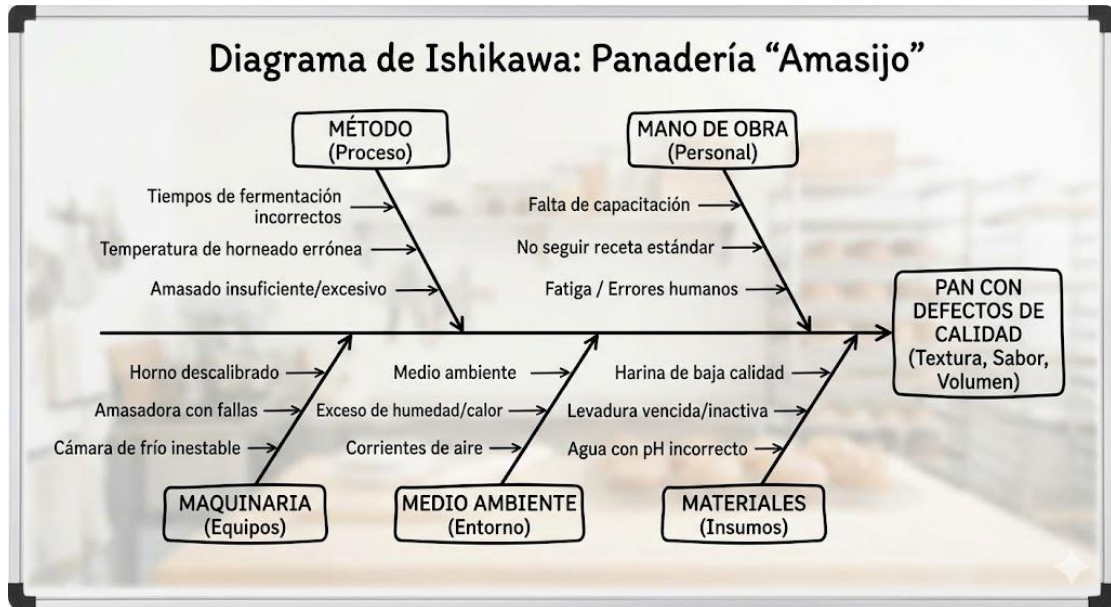 Diagrama de Ishikawa: Panadería “Amasijo”
MÉTODO
(Proceso)
MANO DE OBRA
(Personal)
Tiempos de fermentación
incorrectos
Temperatura de horneado errónea
Amasado insuficiente/excesivo
Falta de capacitación
No seguir receta estándar
Fatiga / Errores humanos
PAN CON
DEFECTOS DE
CALIDAD
(Textura, Sabor,
Volumen)
Horno descalibrado
Amasadora con fallas
Cámara de frío inestable
Medio ambiente
Exceso de humedad/calor
Corrientes de aire
Harina de baja calidad
Levadura vencida/inactiva
Agua con pH incorrecto
MAQUINARIA
(Equipos)
MEDIO AMBIENTE
(Entorno)
MATERIALES
(Insumos)